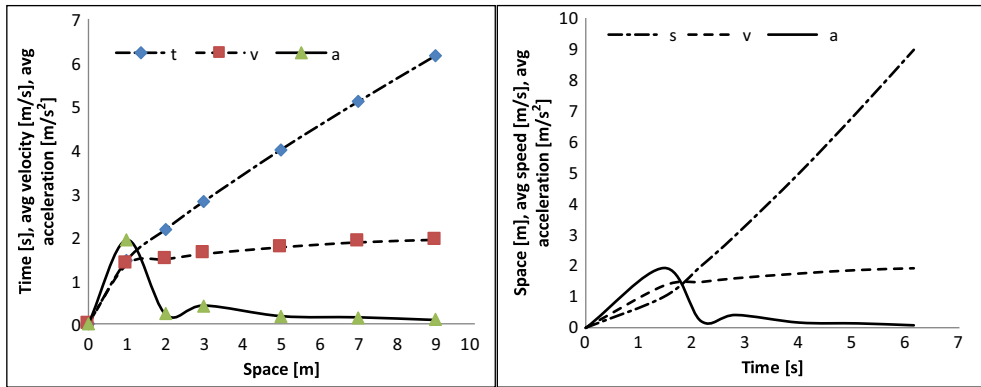 Time [s], avg velocity [m/s], avg
acceleration [m/s²]
7
6
5
4
3
2
1
0
t v a
0 1 2 3 4 5 6 7 8 9 10
Space [m]
Space [m], avg speed [m/s], avg
acceleration [m/s²]
10
9
8
7
6
5
4
3
2
1
0
s v a
0 1 2 3 4 5 6 7
Time [s]